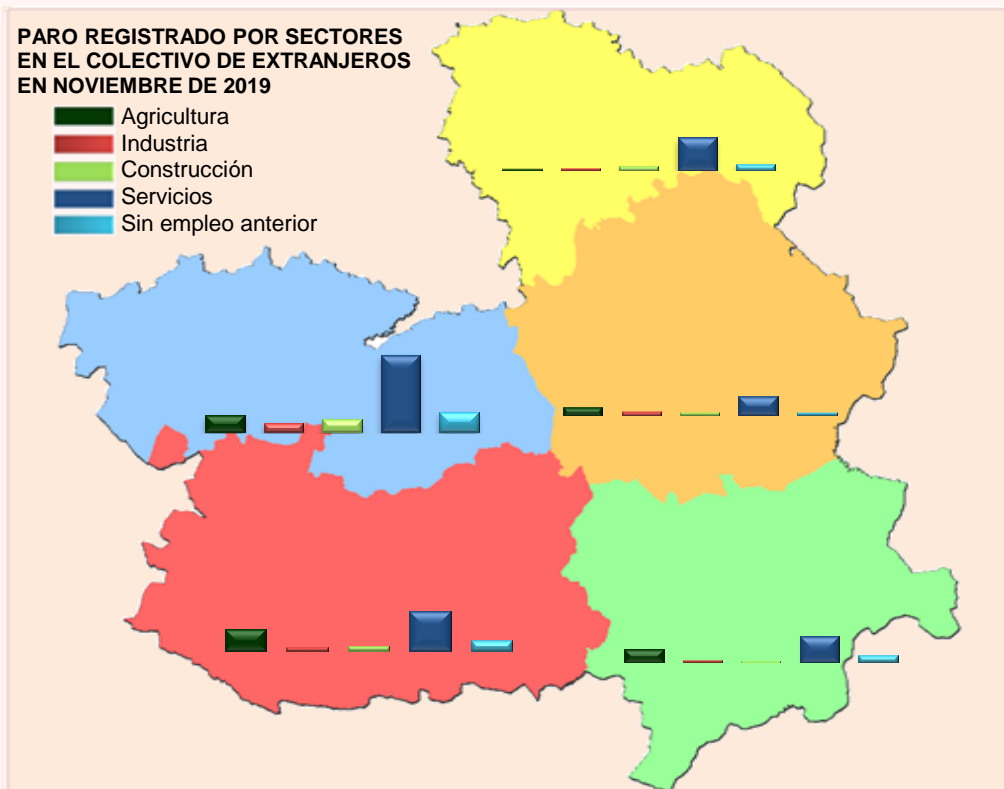 PARO REGISTRADO POR SECTORES
EN EL COLECTIVO DE EXTRANJEROS
EN NOVIEMBRE DE 2019
Agricultura
Industria
Construcción
Servicios
Sin empleo anterior